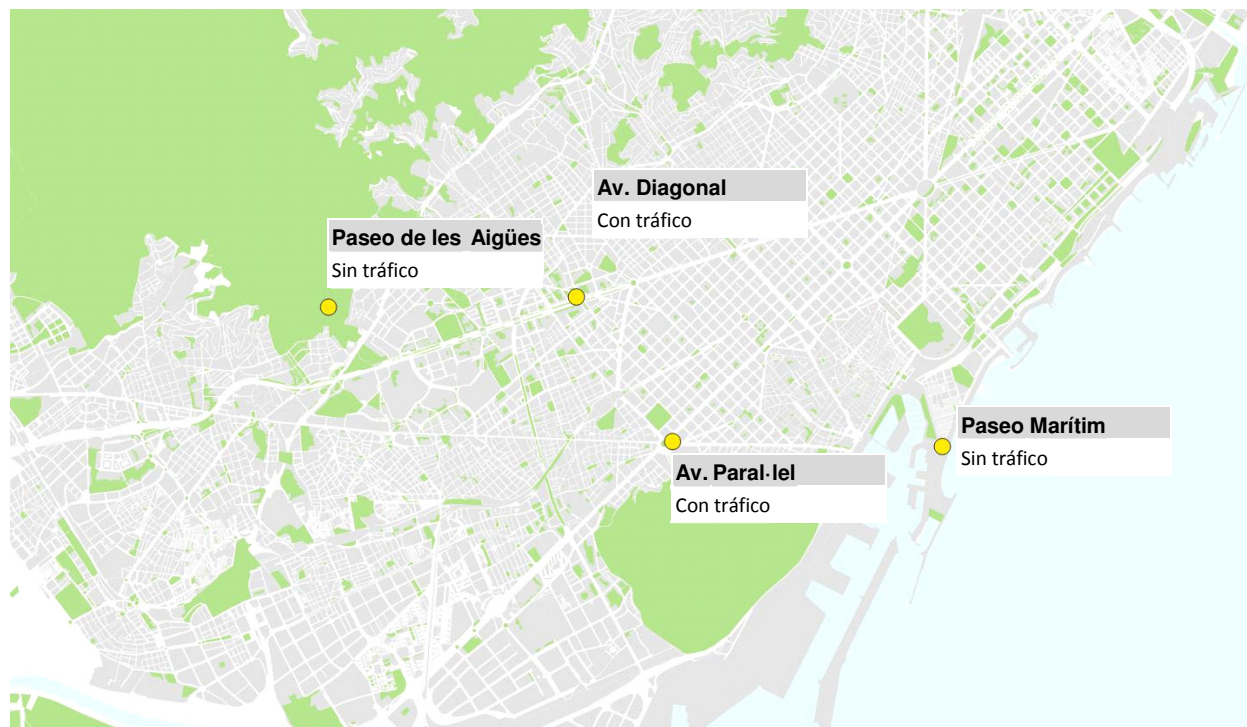 Av. Diagonal
Con tráfico
Paseo de les Aigües
Sin tráfico
Paseo Marítim
Sin tráfico
Av. Paral·lel
Con tráfico